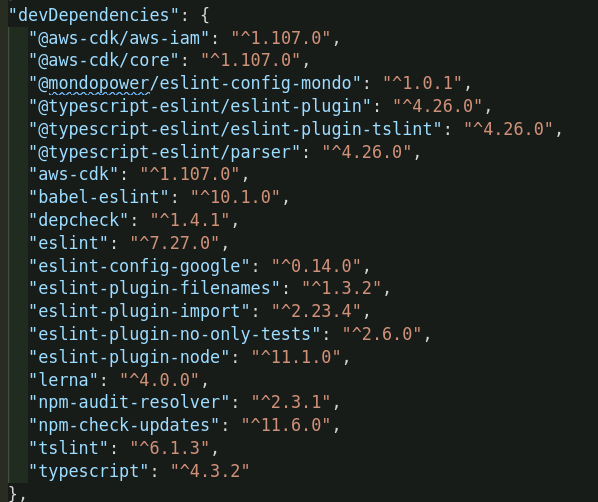 "devDependencies": {
"@aws-cdk/aws-iam": "^1.107.0",
"@aws-cdk/core": "^1.107.0",
"@mondopower/eslint-config-mondo": "^1.0.1",
"@typescript-eslint/eslint-plugin": "^4.26.0",
"@typescript-eslint/eslint-plugin-tslint": "^4.26.0",
"@typescript-eslint/parser": "^4.26.0",
"aws-cdk": "^1.107.0",
"babel-eslint": "^10.1.0",
"depcheck": "^1.4.1",
"eslint": "^7.27.0",
"eslint-config-google": "^0.14.0",
"eslint-plugin-filenames": "^1.3.2",
"eslint-plugin-import": "^2.23.4",
"eslint-plugin-no-only-tests": "^2.6.0",
"eslint-plugin-node": "^11.1.0",
"lerna": "^4.0.0",
"npm-audit-resolver": "^2.3.1",
"npm-check-updates": "^11.6.0",
"tslint": "^6.1.3",
"typescript": "^4.3.2"
},